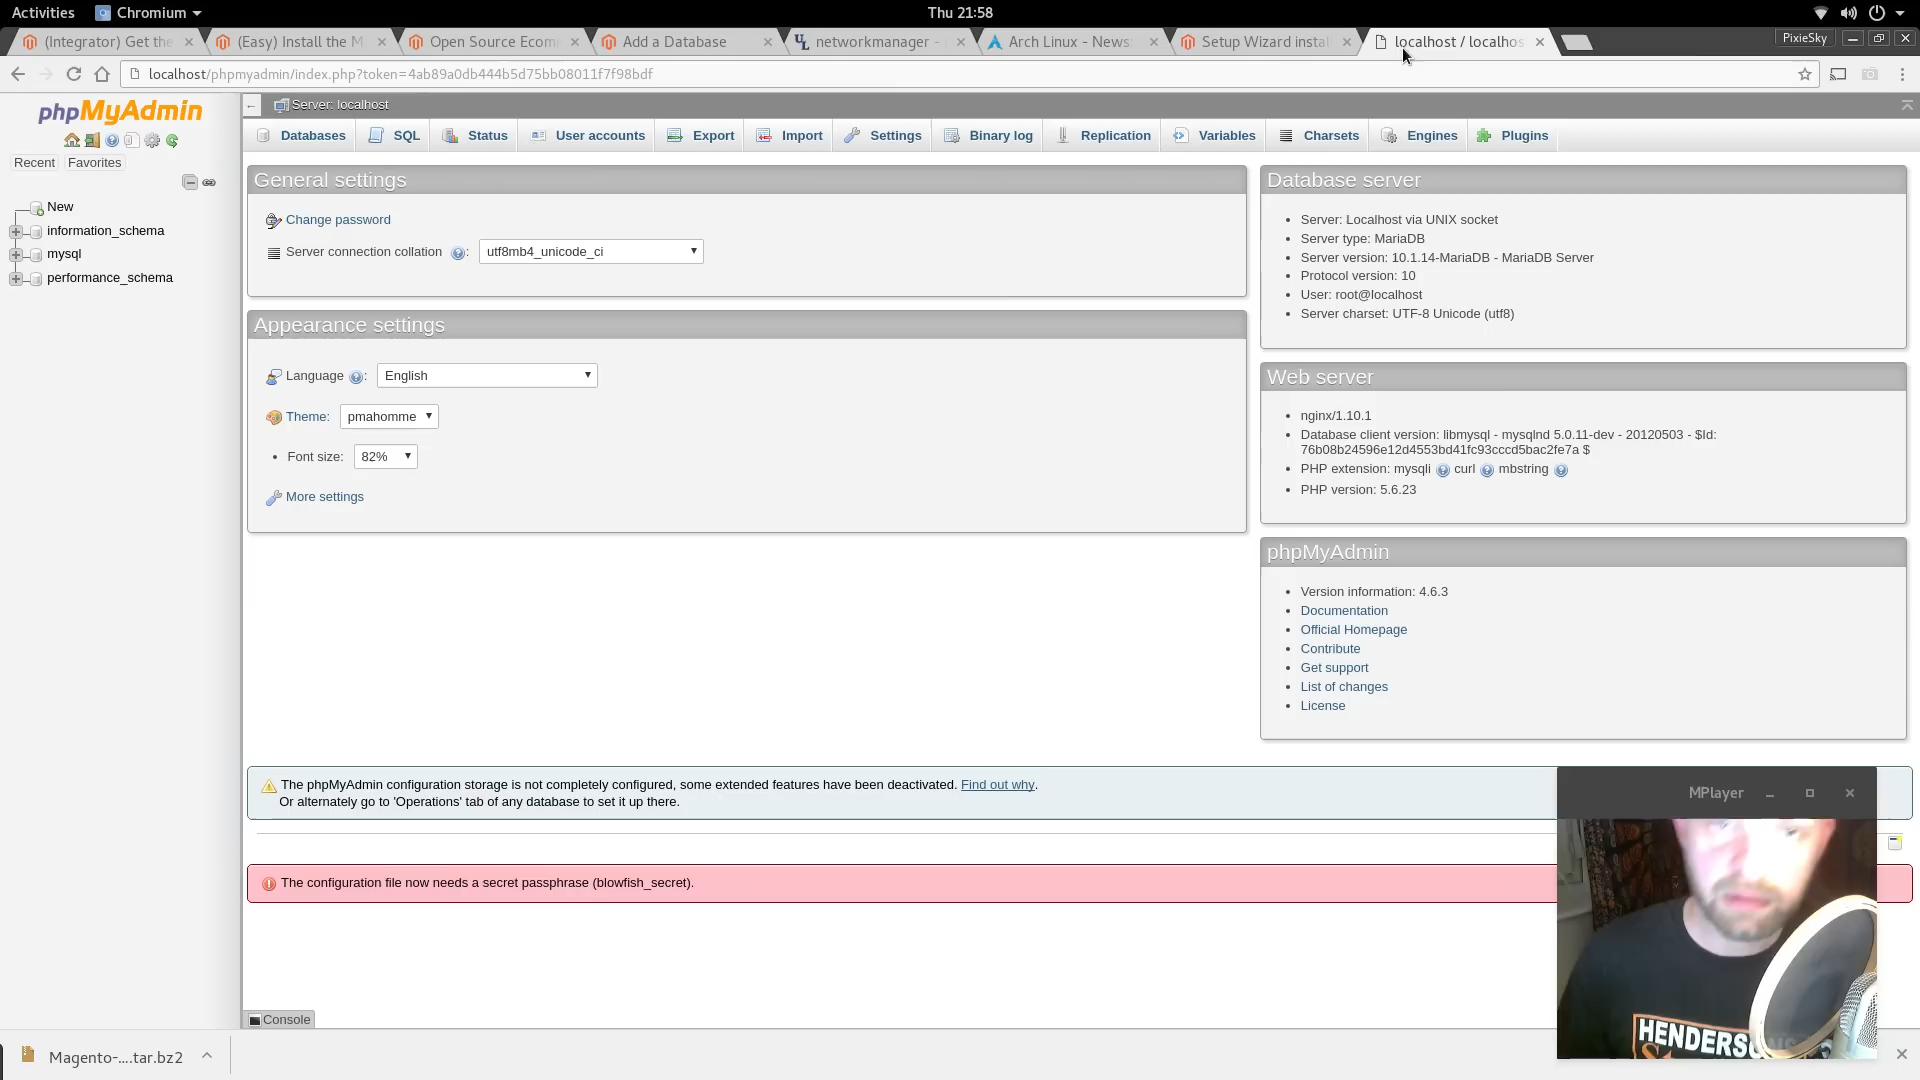 Activities
Chromium
Thu 21:58
(Integrator) Get the
(Easy) Install the M
Open Source Ecom
Add a Database
networkmanager -
Arch Linux - News
Setup Wizard instal
localhost / localhos
PixieSky
localhost/phpmyadmin/index.php?token=4ab89a0db444b5d75bb08011f7f98bdf
phpMyAdmin
Recent
Favorites
New
information_schema
mysql
performance_schema
Server: localhost
Databases
SQL
Status
User accounts
Export
Import
Settings
Binary log
Replication
Variables
Charsets
Engines
Plugins
General settings
Change password
Server connection collation
:
utf8mb4_unicode_ci
Appearance settings
Language
:
English
Theme:
pmahomme
• Font size:
82%
More settings
Database server
• Server: Localhost via UNIX socket
• Server type: MariaDB
• Server version: 10.1.14-MariaDB - MariaDB Server
• Protocol version: 10
• User: root@localhost
• Server charset: UTF-8 Unicode (utf8)
Web server
• nginx/1.10.1
• Database client version: libmysql - mysqlnd 5.0.11-dev - 20120503 - $Id:
76b08b24596e12d4553bd41fc93cccd5bac2fe7a $
• PHP extension: mysqli curl mbstring
• PHP version: 5.6.23
phpMyAdmin
• Version information: 4.6.3
• Documentation
• Official Homepage
• Contribute
• Get support
• List of changes
• License
The phpMyAdmin configuration storage is not completely configured, some extended features have been deactivated. Find out why.
Or alternately go to 'Operations' tab of any database to set it up there.
The configuration file now needs a secret passphrase (blowfish_secret).
MPlayer
HENDERS
Console
Magento-....tar.bz2